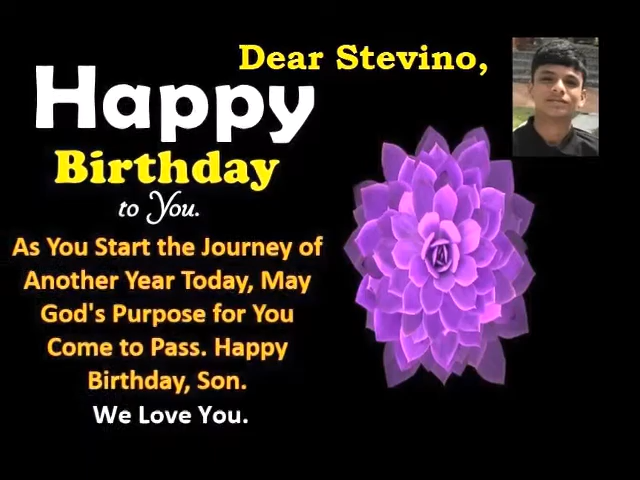 Dear Stevino,
Happy
Birthday
to You.
As You Start the Journey of
Another Year Today, May
God's Purpose for You
Come to Pass. Happy
Birthday, Son.
We Love You.